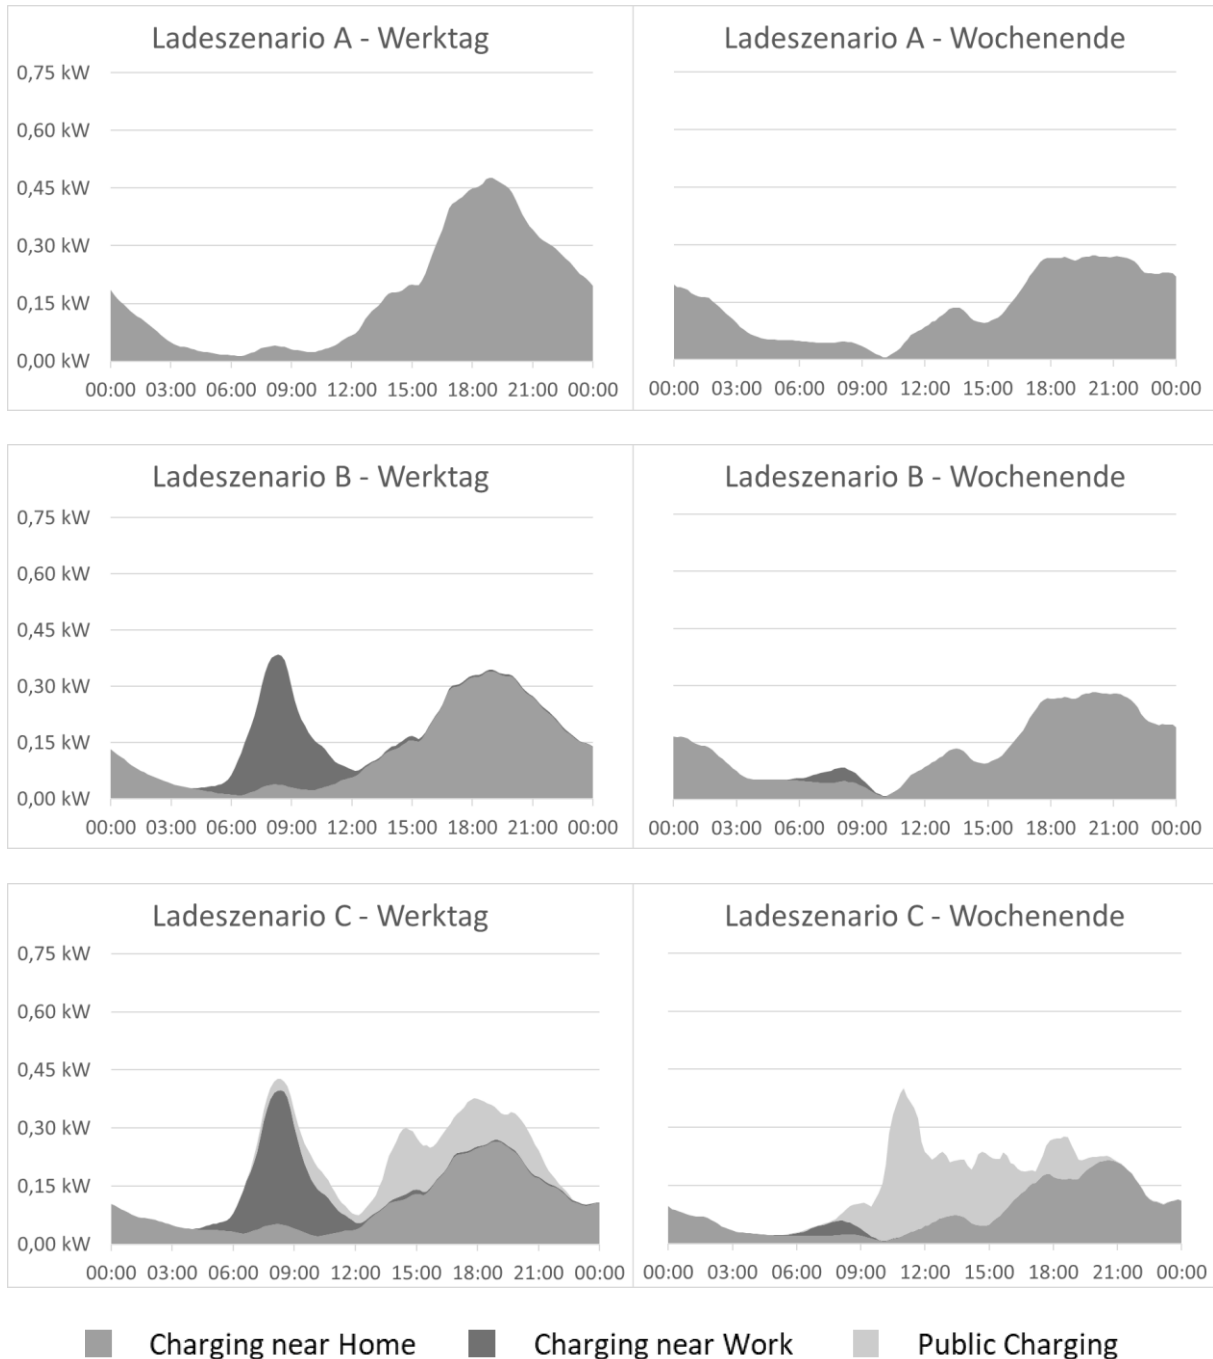 Ladeszenario A - Werktag
Ladeszenario A - Wochenende
0,75 kW
0,60 kW
0,45 kW
0,30 kW
0,15 kW
0,00 kW
00:00 03:00 06:00 09:00 12:00 15:00 18:00 21:00 00:00
00:00 03:00 06:00 09:00 12:00 15:00 18:00 21:00 00:00
Ladeszenario B - Werktag
Ladeszenario B - Wochenende
0,75 kW
0,60 kW
0,45 kW
0,30 kW
0,15 kW
0,00 kW
00:00 03:00 06:00 09:00 12:00 15:00 18:00 21:00 00:00
00:00 03:00 06:00 09:00 12:00 15:00 18:00 21:00 00:00
Ladeszenario C - Werktag
Ladeszenario C - Wochenende
0,75 kW
0,60 kW
0,45 kW
0,30 kW
0,15 kW
0,00 kW
00:00 03:00 06:00 09:00 12:00 15:00 18:00 21:00 00:00
00:00 03:00 06:00 09:00 12:00 15:00 18:00 21:00 00:00
Charging near Home
Charging near Work
Public Charging